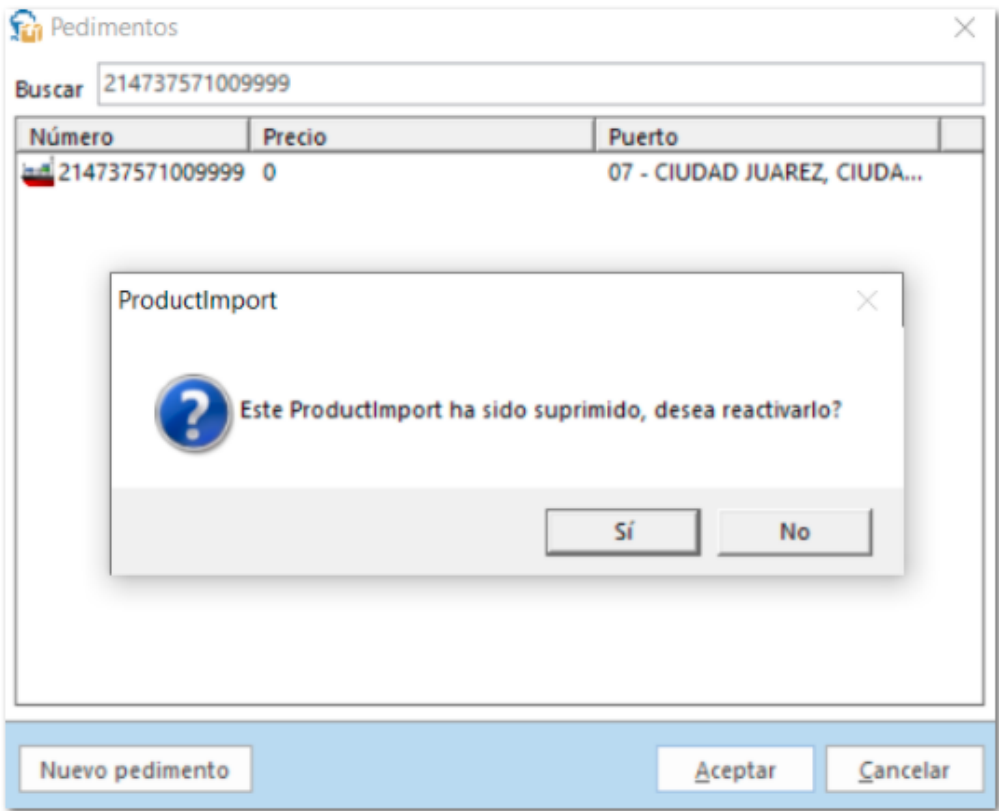 Pedimentos
Buscar 214737571009999
Número Precio Puerto
214737571009999 0 07 - CIUDAD JUAREZ, CIUDA...
ProductImport
Este ProductImport ha sido suprimido, desea reactivarlo?
Sí No
Nuevo pedimento Aceptar Cancelar